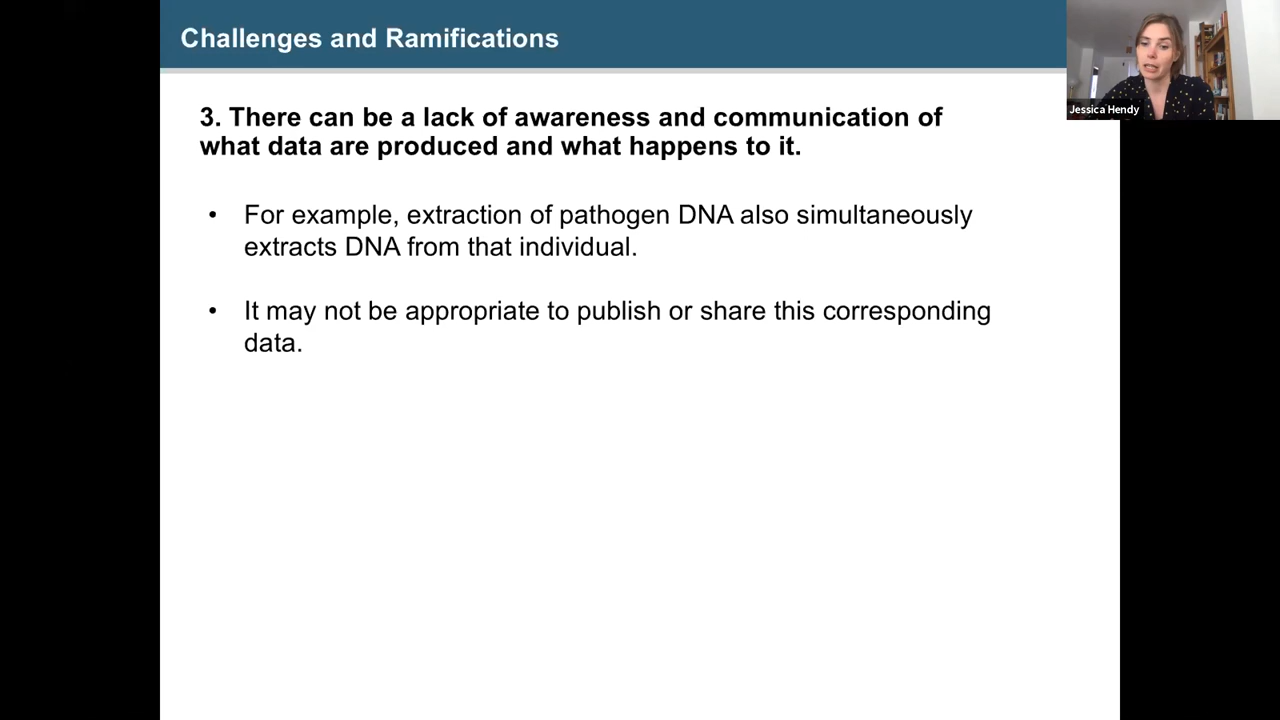 Challenges and Ramifications
Jessica Hendy
3. There can be a lack of awareness and communication of
what data are produced and what happens to it.
• For example, extraction of pathogen DNA also simultaneously
extracts DNA from that individual.
• It may not be appropriate to publish or share this corresponding
data.